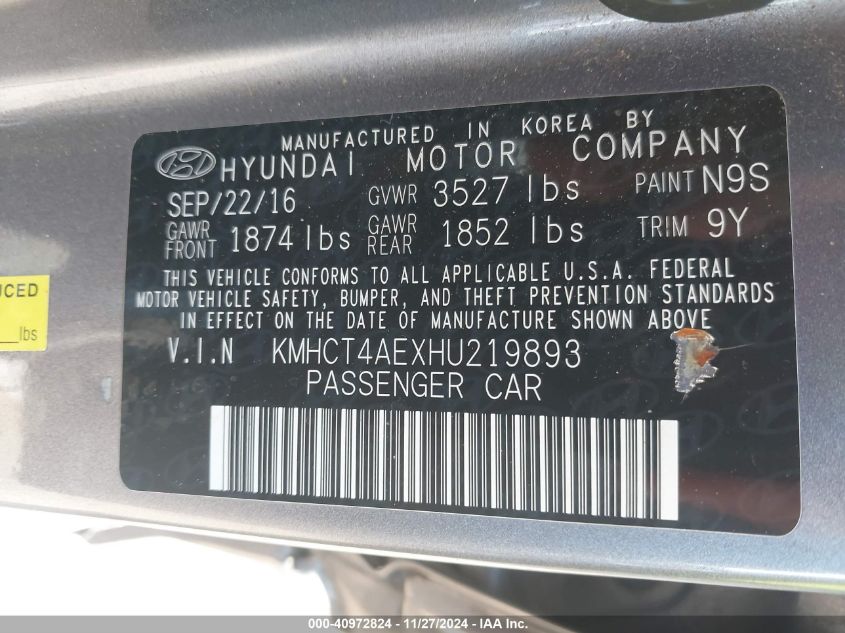 MANUFACTURED IN KOREA BY
HYUNDAI MOTOR COMPANY
SEP/22/16 GVWR 3527 lbs PAINT N9S
GAWR FRONT 1874 lbs GAWR REAR 1852 lbs TRIM 9Y
THIS VEHICLE CONFORMS TO ALL APPLICABLE U.S.A. FEDERAL
MOTOR VEHICLE SAFETY, BUMPER, AND THEFT PREVENTION STANDARDS
IN EFFECT ON THE DATE OF MANUFACTURE SHOWN ABOVE
V.I.N KMHCT4AEXHU219893
PASSENGER CAR
lbs
000-40972824 - 11/27/2024 - IAA Inc.